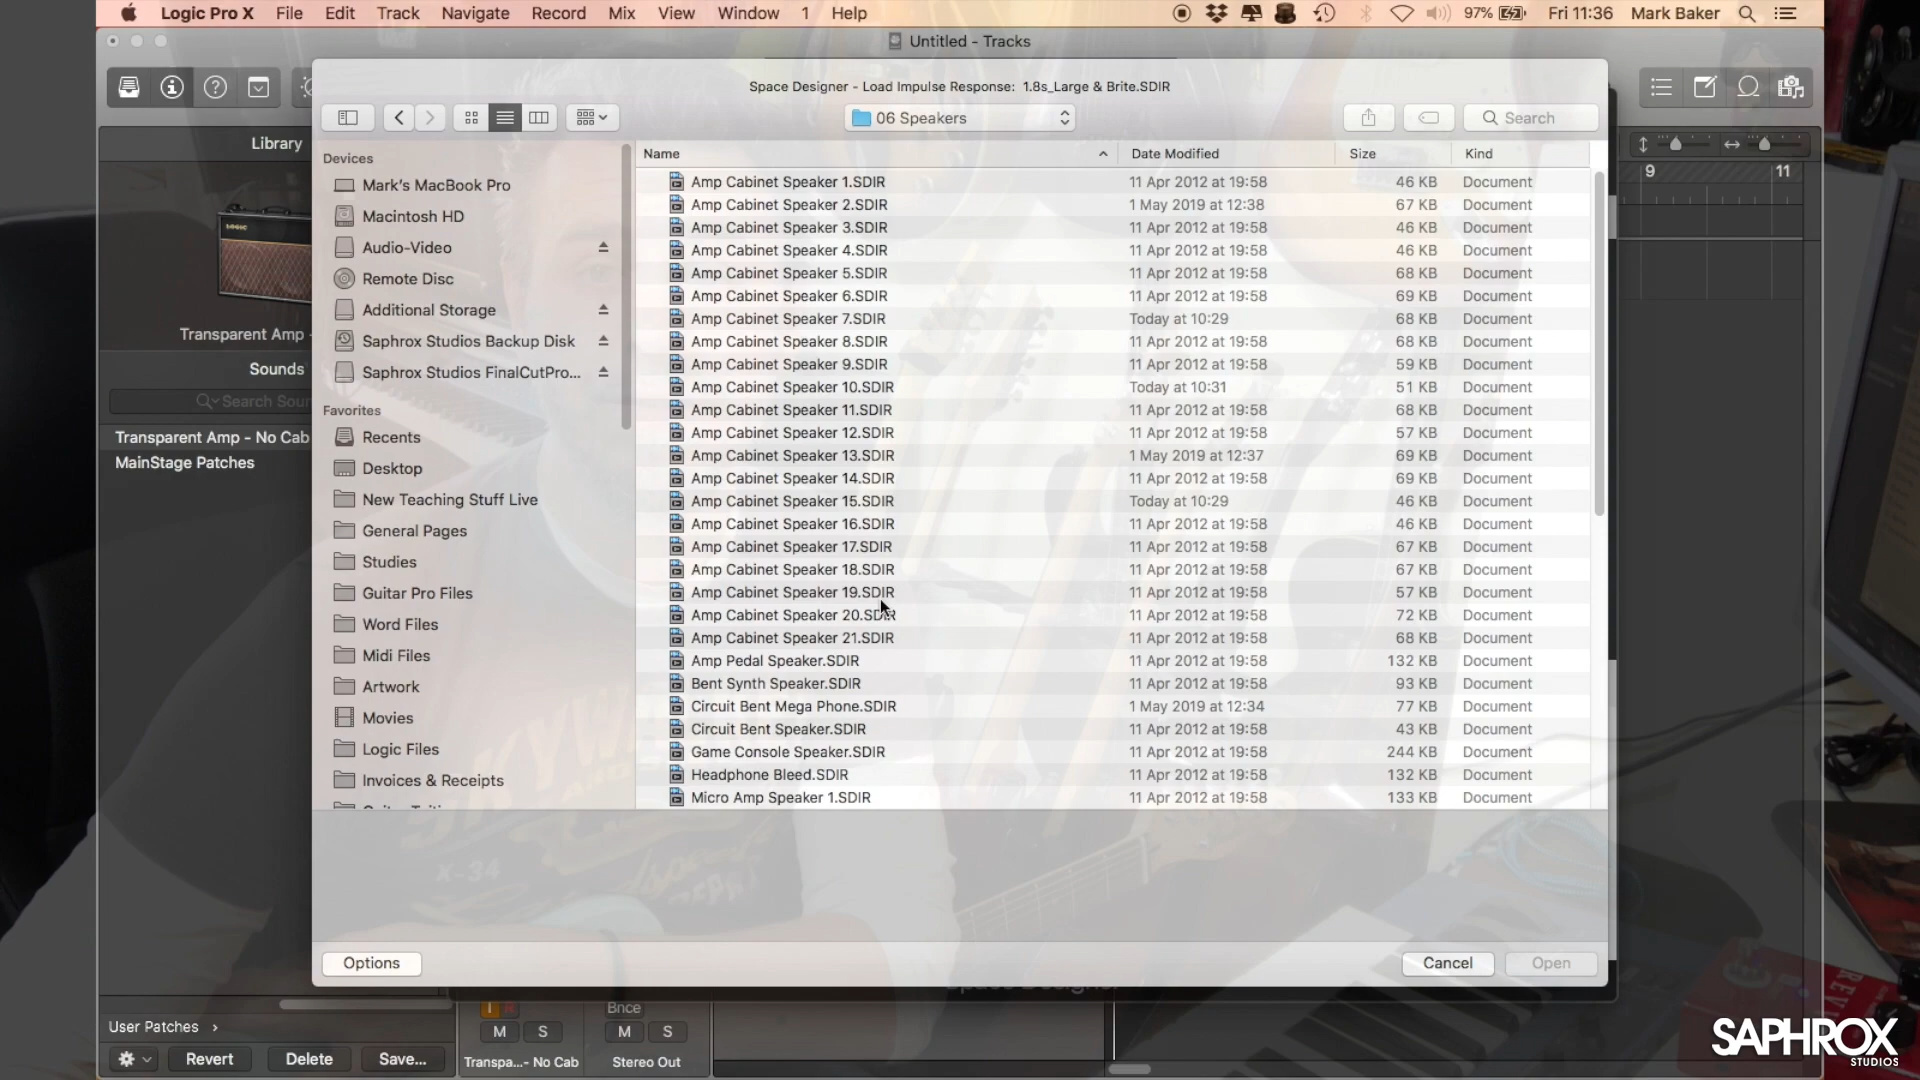 Logic Pro X File Edit Track Navigate Record Mix View Window 1 Help 97% Fri 11:36 Mark Baker
Untitled - Tracks
Space Designer - Load Impulse Response: 1.8s_Large & Brite.SDIR
06 Speakers
Search
Library
Transparent Amp -
Sounds
Search Soun
Transparent Amp - No Cab
MainStage Patches
Devices
Mark's MacBook Pro
Macintosh HD
Audio-Video
Remote Disc
Additional Storage
Saphrox Studios Backup Disk
Saphrox Studios FinalCutPro...
Favorites
Recents
Desktop
New Teaching Stuff Live
General Pages
Studies
Guitar Pro Files
Word Files
Midi Files
Artwork
Movies
Logic Files
Invoices & Receipts
Name Date Modified Size Kind
Amp Cabinet Speaker 1.SDIR 11 Apr 2012 at 19:58 46 KB Document
Amp Cabinet Speaker 2.SDIR 1 May 2019 at 12:38 67 KB Document
Amp Cabinet Speaker 3.SDIR 11 Apr 2012 at 19:58 46 KB Document
Amp Cabinet Speaker 4.SDIR 11 Apr 2012 at 19:58 46 KB Document
Amp Cabinet Speaker 5.SDIR 11 Apr 2012 at 19:58 68 KB Document
Amp Cabinet Speaker 6.SDIR 11 Apr 2012 at 19:58 69 KB Document
Amp Cabinet Speaker 7.SDIR Today at 10:29 68 KB Document
Amp Cabinet Speaker 8.SDIR 11 Apr 2012 at 19:58 68 KB Document
Amp Cabinet Speaker 9.SDIR 11 Apr 2012 at 19:58 59 KB Document
Amp Cabinet Speaker 10.SDIR Today at 10:31 51 KB Document
Amp Cabinet Speaker 11.SDIR 11 Apr 2012 at 19:58 68 KB Document
Amp Cabinet Speaker 12.SDIR 11 Apr 2012 at 19:58 57 KB Document
Amp Cabinet Speaker 13.SDIR 1 May 2019 at 12:37 69 KB Document
Amp Cabinet Speaker 14.SDIR 11 Apr 2012 at 19:58 69 KB Document
Amp Cabinet Speaker 15.SDIR Today at 10:29 46 KB Document
Amp Cabinet Speaker 16.SDIR 11 Apr 2012 at 19:58 46 KB Document
Amp Cabinet Speaker 17.SDIR 11 Apr 2012 at 19:58 67 KB Document
Amp Cabinet Speaker 18.SDIR 11 Apr 2012 at 19:58 67 KB Document
Amp Cabinet Speaker 19.SDIR 11 Apr 2012 at 19:58 57 KB Document
Amp Cabinet Speaker 20.SDIR 11 Apr 2012 at 19:58 72 KB Document
Amp Cabinet Speaker 21.SDIR 11 Apr 2012 at 19:58 68 KB Document
Amp Pedal Speaker.SDIR 11 Apr 2012 at 19:58 132 KB Document
Bent Synth Speaker.SDIR 11 Apr 2012 at 19:58 93 KB Document
Circuit Bent Mega Phone.SDIR 1 May 2019 at 12:34 77 KB Document
Circuit Bent Speaker.SDIR 11 Apr 2012 at 19:58 43 KB Document
Game Console Speaker.SDIR 11 Apr 2012 at 19:58 244 KB Document
Headphone Bleed.SDIR 11 Apr 2012 at 19:58 132 KB Document
Micro Amp Speaker 1.SDIR 11 Apr 2012 at 19:58 133 KB Document
9 11
Options Cancel Open
Space Designer
I R Bnce
User Patches
M S M S
Revert Delete Save... Transpa...- No Cab Stereo Out
SAPHROX
STUDIOS